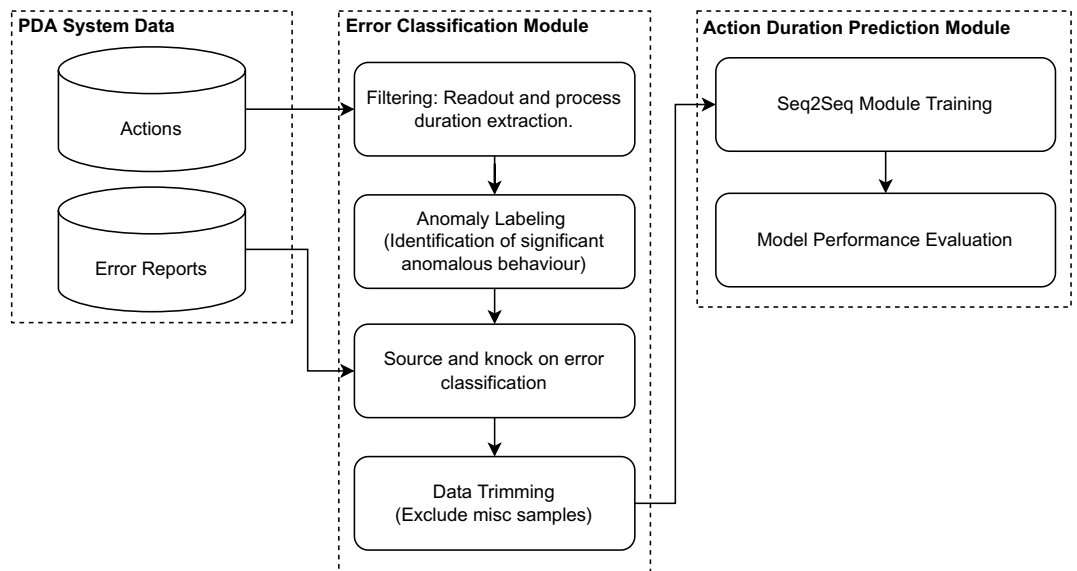 PDA System Data
Actions
Error Reports
Error Classification Module
Filtering: Readout and process
duration extraction.
Anomaly Labeling
(Identification of significant
anomalous behaviour)
Source and knock on error
classification
Data Trimming
(Exclude misc samples)
Action Duration Prediction Module
Seq2Seq Module Training
Model Performance Evaluation